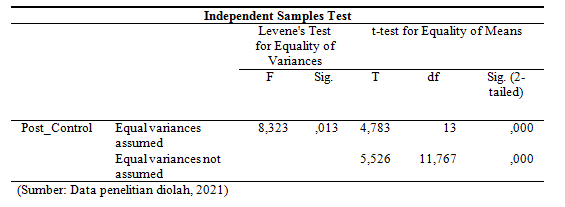 Independent Samples Test
Levene's Test t-test for Equality of Means
for Equality of
Variances
F Sig. T df Sig. (2-
tailed)
Post_Control Equal variances 8,323 ,013 4,783 13 ,000
assumed
Equal variances not 5,526 11,767 ,000
assumed
(Sumber: Data penelitian diolah, 2021)